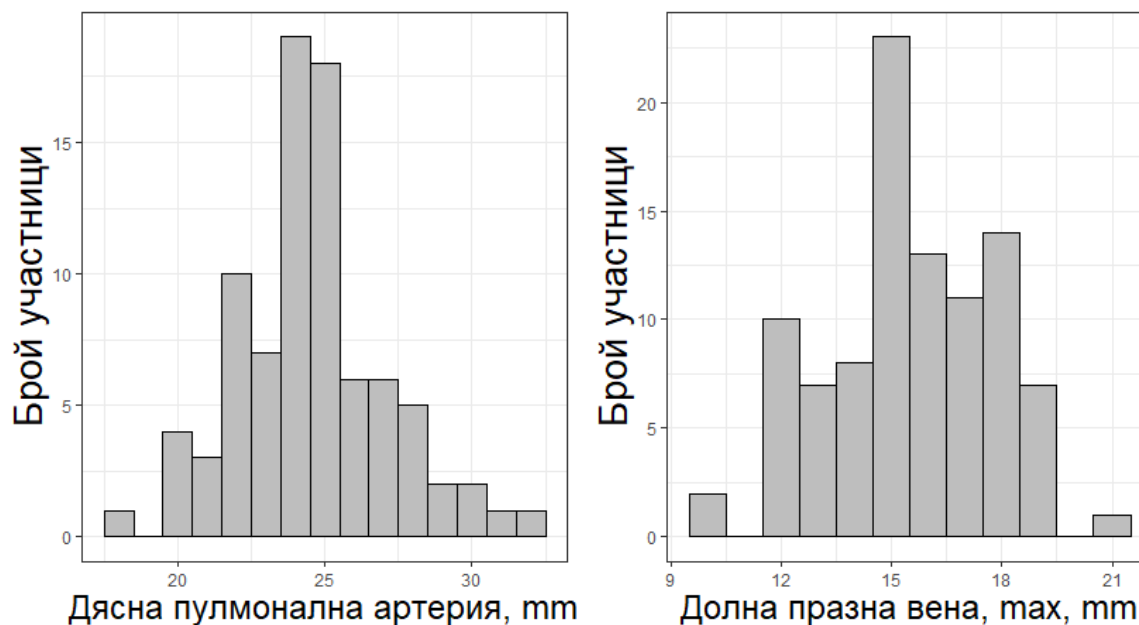 Брой участници
15
10
5
0
20 25 30
Дясна пулмонална артерия, mm
Брой участници
20
15
10
5
0
9 12 15 18 21
Долна празна вена, max, mm